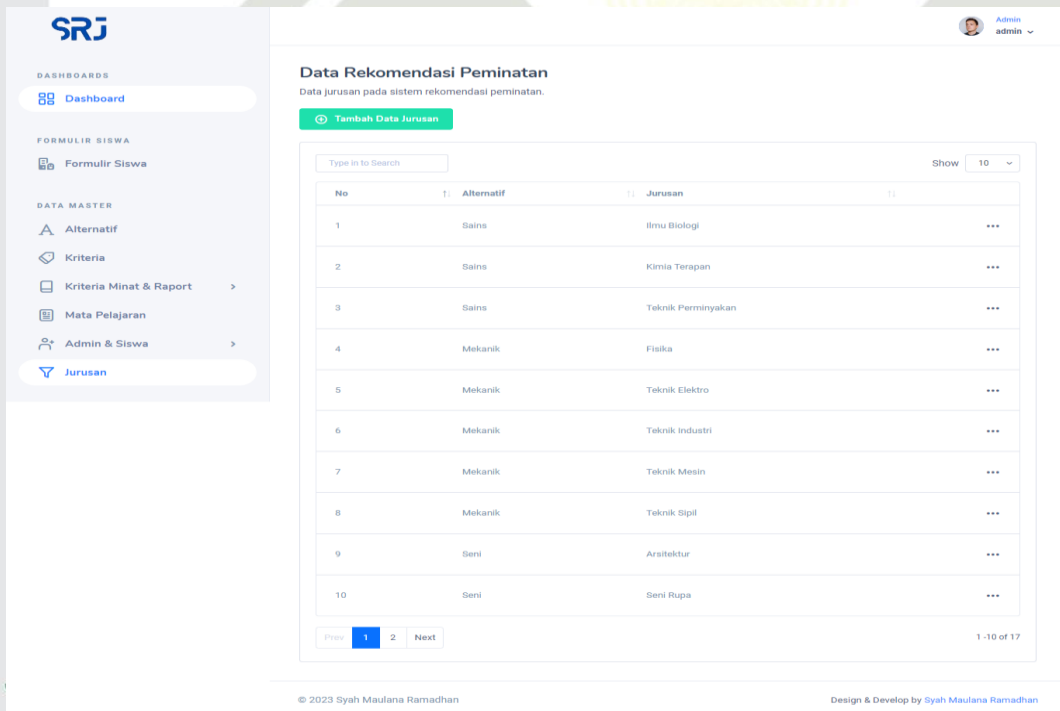 SRJ
Admin
admin
DASHBOARDS
Dashboard
FORMULIR SISWA
Formulir Siswa
DATA MASTER
Alternatif
Kriteria
Kriteria Minat & Raport
Mata Pelajaran
Admin & Siswa
Jurusan
Data Rekomendasi Peminatan
Data jurusan pada sistem rekomendasi peminatan.
Tambah Data Jurusan
Type in to Search
Show 10
No Alternatif Jurusan
1 Sains Ilmu Biologi
2 Sains Kimia Terapan
3 Sains Teknik Perminyakan
4 Mekanik Fisika
5 Mekanik Teknik Elektro
6 Mekanik Teknik Industri
7 Mekanik Teknik Mesin
8 Mekanik Teknik Sipil
9 Seni Arsitektur
10 Seni Seni Rupa
Prev 1 2 Next
1 -10 of 17
© 2023 Syah Maulana Ramadhan
Design & Develop by Syah Maulana Ramadhan